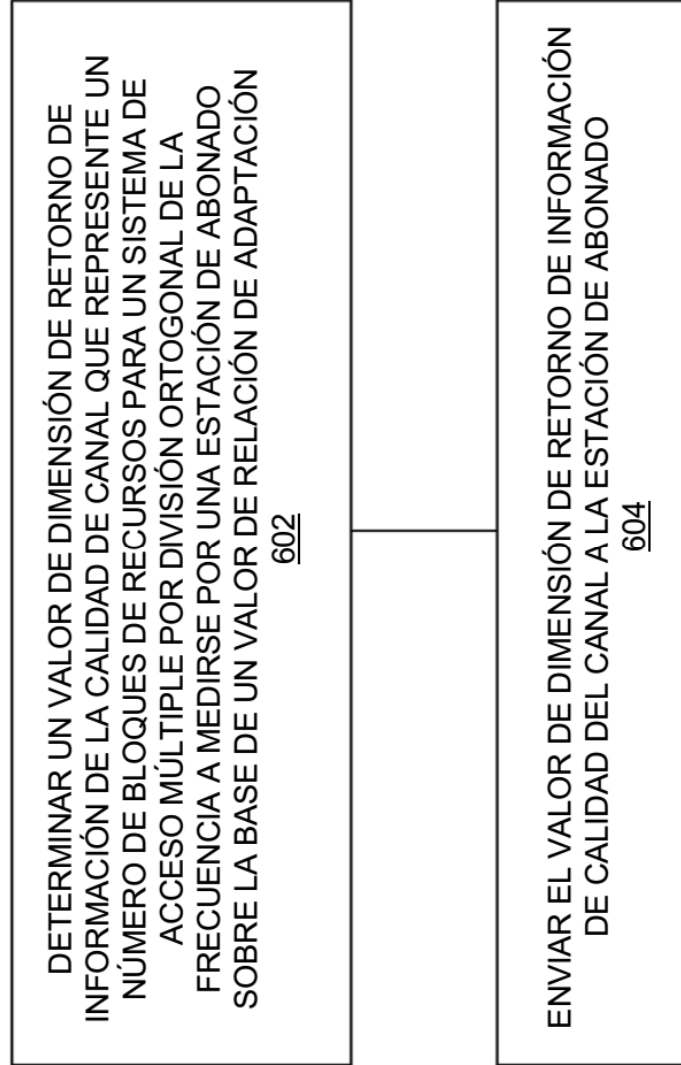 DETERMINAR UN VALOR DE DIMENSIÓN DE RETORNO DE
INFORMACIÓN DE LA CALIDAD DE CANAL QUE REPRESENTE UN
NÚMERO DE BLOQUES DE RECURSOS PARA UN SISTEMA DE
ACCESO MÚLTIPLE POR DIVISIÓN ORTOGONAL DE LA
FRECUENCIA A MEDIRSE POR UNA ESTACIÓN DE ABONADO
SOBRE LA BASE DE UN VALOR DE RELACIÓN DE ADAPTACIÓN
602
ENVIAR EL VALOR DE DIMENSIÓN DE RETORNO DE INFORMACIÓN
DE CALIDAD DEL CANAL A LA ESTACIÓN DE ABONADO
604